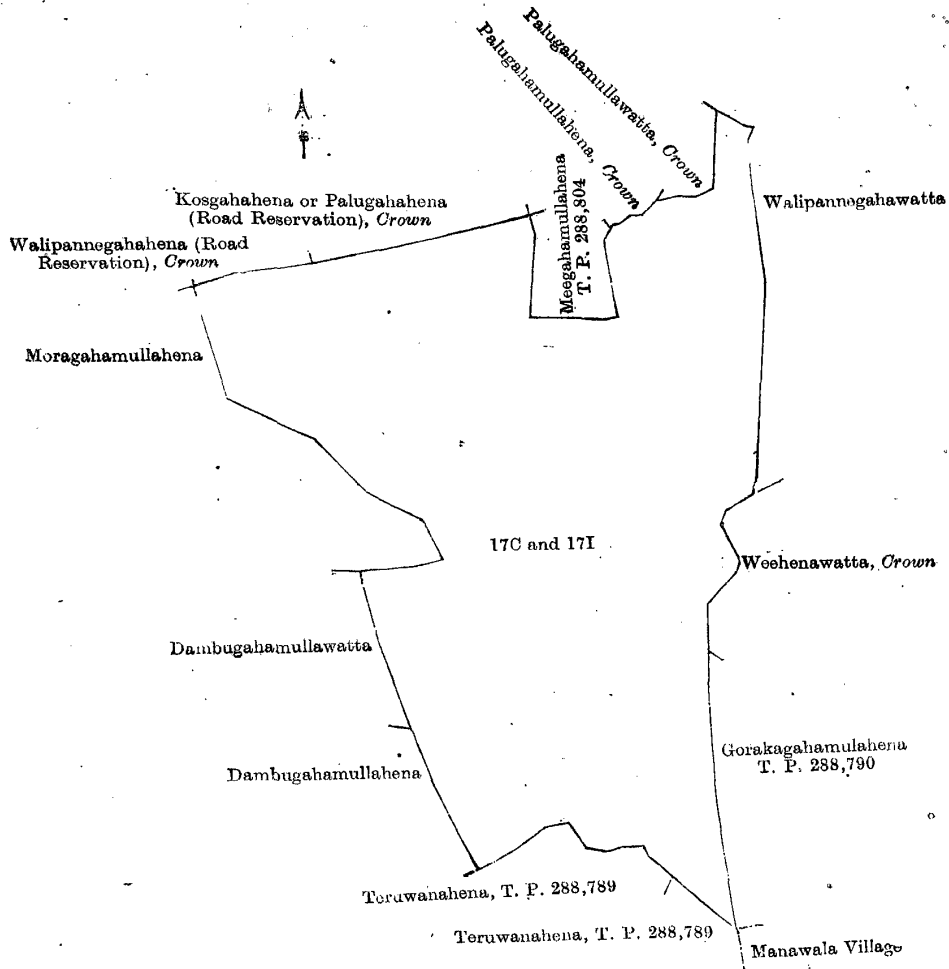 Palugahamullawatta, Crown
Palugahamullahena, Crown
Kosgahahena or Palugahahena
(Road Reservation), Crown
Meegahamullahena
T. P. 288,804
Walipannegahahena (Road
Reservation), Crown
Walipannogahawatta
Moragahamullahena
17C and 17I
Weehenawatta, Crown
Dambugahamullawatta
Dambugahamullahena
Gorakagahamulahena
T. P. 288,790
Teruwanahena, T. P. 288,789
Teruwanahena, T. P. 288,789
Manawala Village